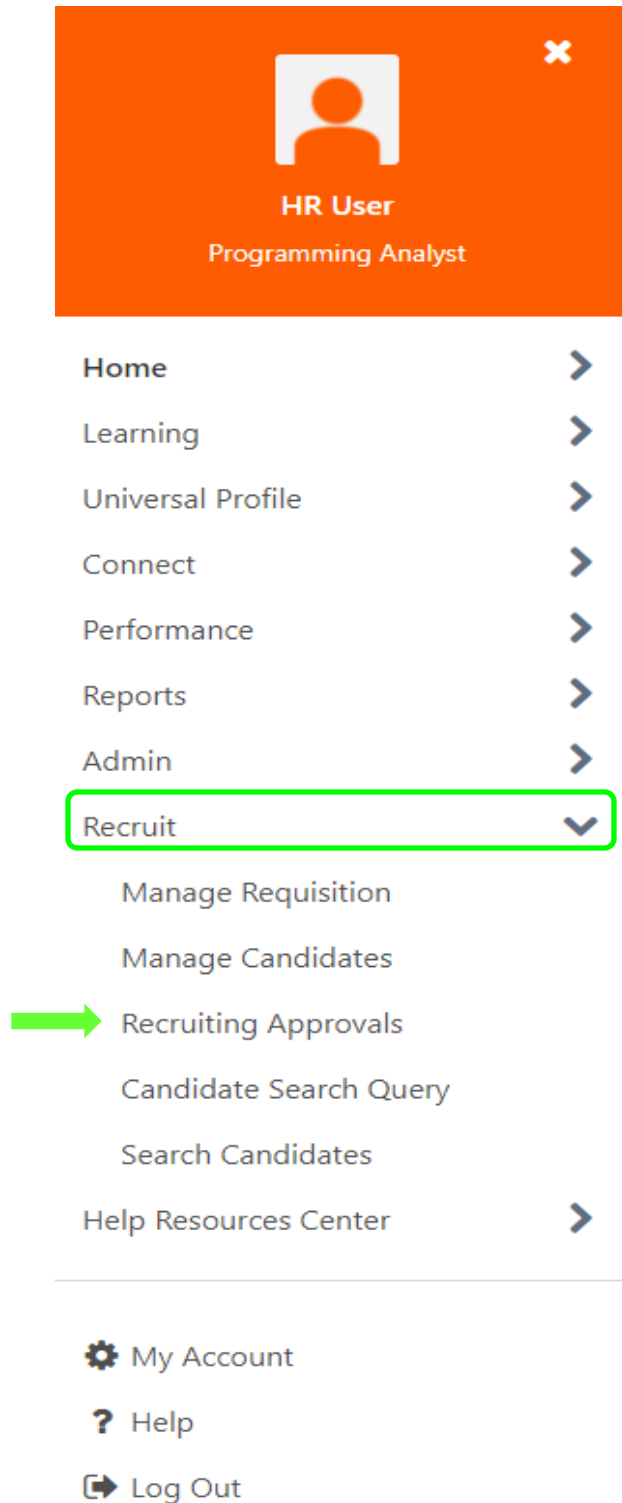 HR User
Programming Analyst
Home
Learning
Universal Profile
Connect
Performance
Reports
Admin
Recruit
Manage Requisition
Manage Candidates
Recruiting Approvals
Candidate Search Query
Search Candidates
Help Resources Center
My Account
? Help
Log Out